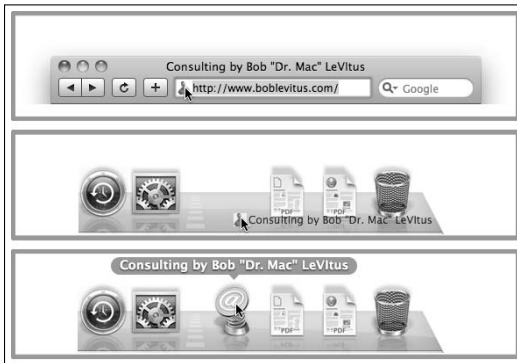 Consulting by Bob "Dr. Mac" LeVItus
http://www.boblevitus.com/
Google
PDF
PDF
Consulting by Bob "Dr. Mac" LeVItus
Consulting by Bob "Dr. Mac" LeVItus
@
PDF
PDF